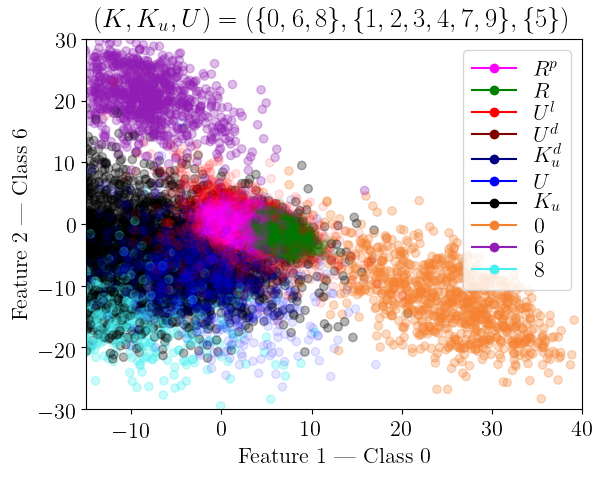 (K, K_u, U) = ({0, 6, 8}, {1, 2, 3, 4, 7, 9}, {5})
30
20
10
0
−10
−20
−30
Feature 2 — Class 6
R^p
R
U^l
U^d
K_u^d
U
K_u
0
6
8
−10
0
10
20
30
40
Feature 1 — Class 0